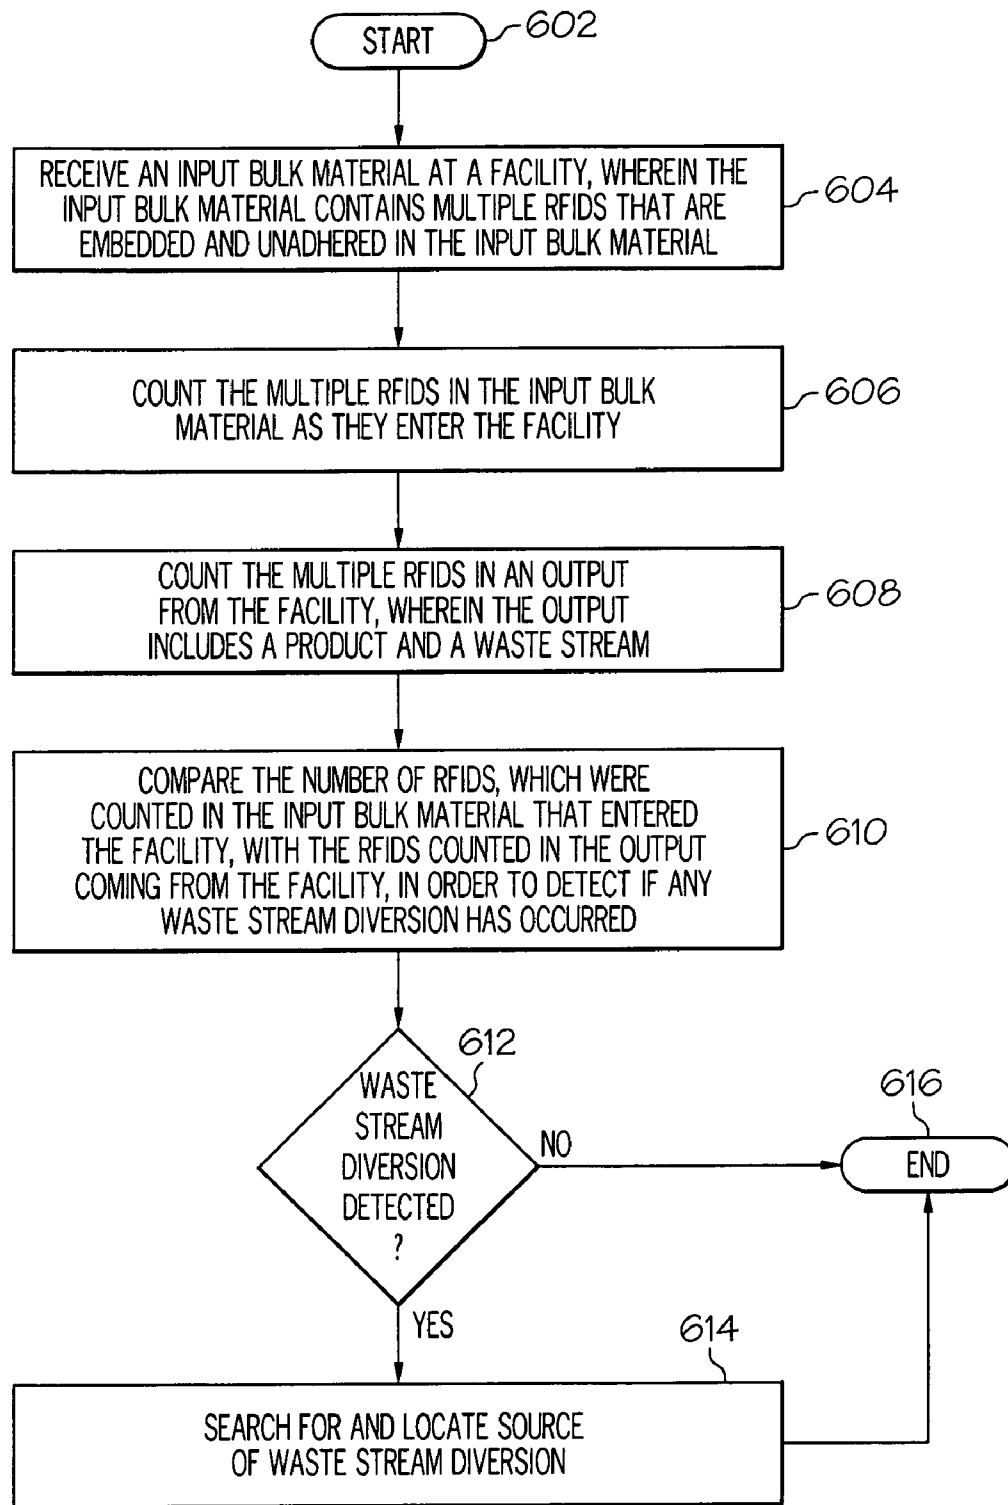 START
602
RECEIVE AN INPUT BULK MATERIAL AT A FACILITY, WHEREIN THE
INPUT BULK MATERIAL CONTAINS MULTIPLE RFIDS THAT ARE
EMBEDDED AND UNADHERED IN THE INPUT BULK MATERIAL
604
COUNT THE MULTIPLE RFIDS IN THE INPUT BULK
MATERIAL AS THEY ENTER THE FACILITY
606
COUNT THE MULTIPLE RFIDS IN AN OUTPUT
FROM THE FACILITY, WHEREIN THE OUTPUT
INCLUDES A PRODUCT AND A WASTE STREAM
608
COMPARE THE NUMBER OF RFIDS, WHICH WERE
COUNTED IN THE INPUT BULK MATERIAL THAT ENTERED
THE FACILITY, WITH THE RFIDS COUNTED IN THE OUTPUT
COMING FROM THE FACILITY, IN ORDER TO DETECT IF ANY
WASTE STREAM DIVERSION HAS OCCURRED
610
612
WASTE
STREAM
DIVERSION
DETECTED
?
NO
616
END
YES
614
SEARCH FOR AND LOCATE SOURCE
OF WASTE STREAM DIVERSION